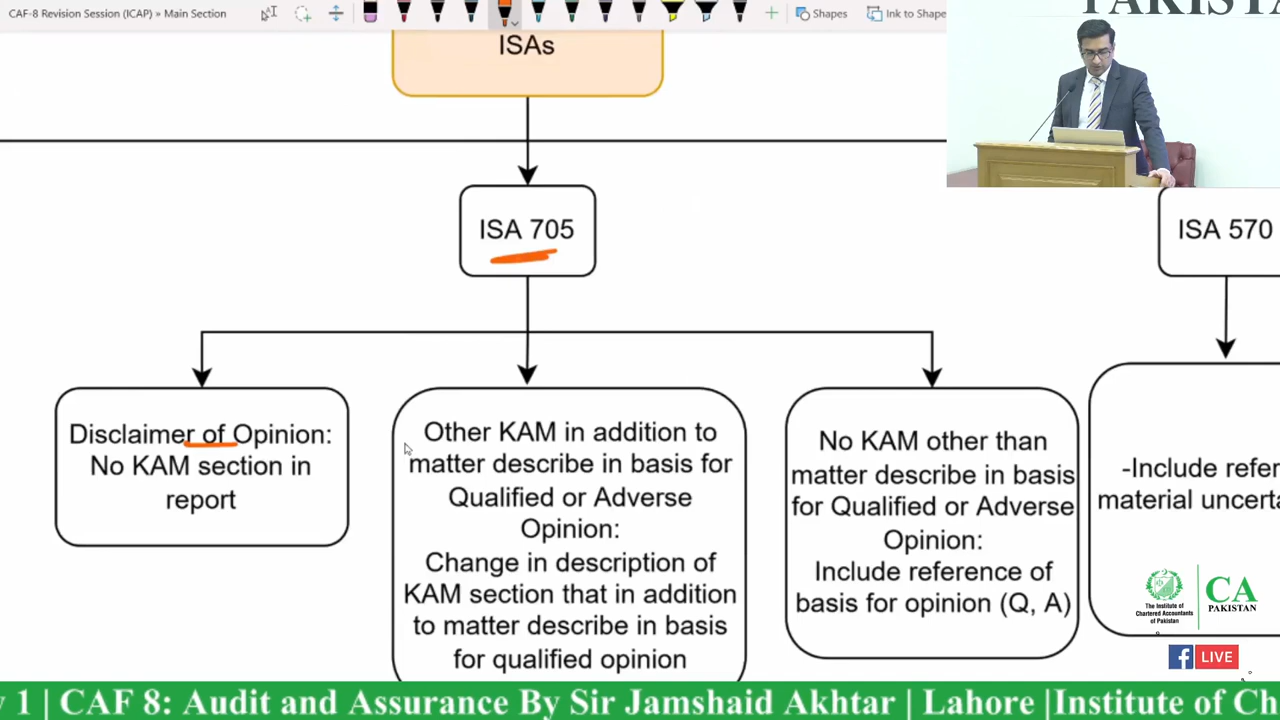 CAF-8 Revision Session (ICAP) » Main Section
Shapes
Ink to Shape
PAKISTA
ISAs
ISA 705
ISA 570
Disclaimer of Opinion:
No KAM section in
report
Other KAM in addition to
matter describe in basis for
Qualified or Adverse
Opinion:
Change in description of
KAM section that in addition
to matter describe in basis
for qualified opinion
No KAM other than
matter describe in basis
for Qualified or Adverse
Opinion:
Include reference of
basis for opinion (Q, A)
-Include refer
material uncerta
The Institute of
Chartered Accountants
of Pakistan
CA
PAKISTAN
f LIVE
y 1 | CAF 8: Audit and Assurance By Sir Jamshaid Akhtar | Lahore |Institute of Ch